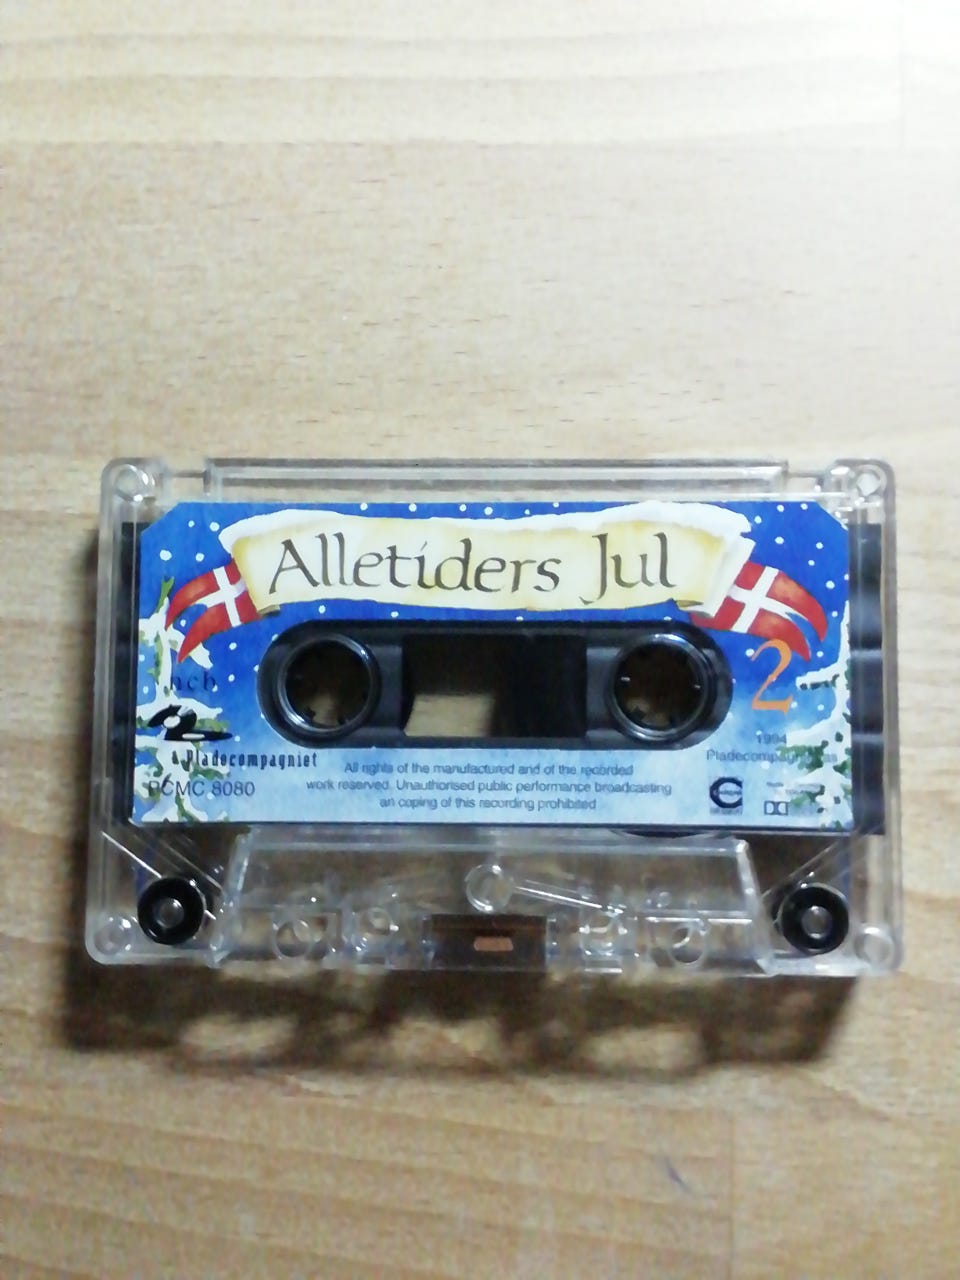 Alletiders Jul
2
ncb
Pladecompagniet
PCMC 8080
All rights of the manufactured and of the recorded
work reserved. Unauthorised public performance broadcasting
an coping of this recording prohibited
1994